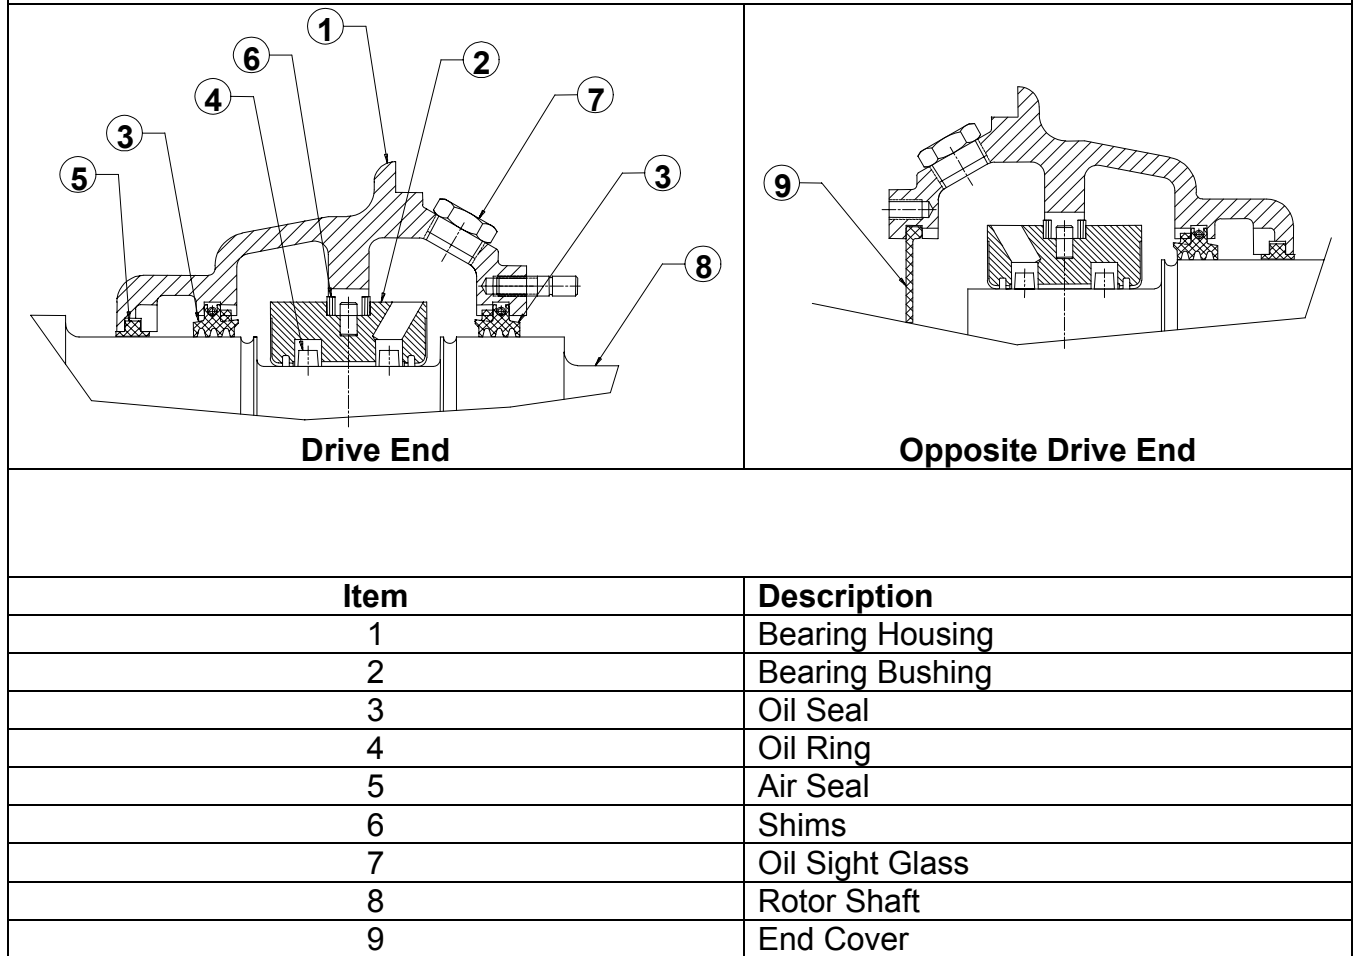 1
6
2
4
7
3
3
5
9
8
Drive End
Opposite Drive End
Item Description
1 Bearing Housing
2 Bearing Bushing
3 Oil Seal
4 Oil Ring
5 Air Seal
6 Shims
7 Oil Sight Glass
8 Rotor Shaft
9 End Cover